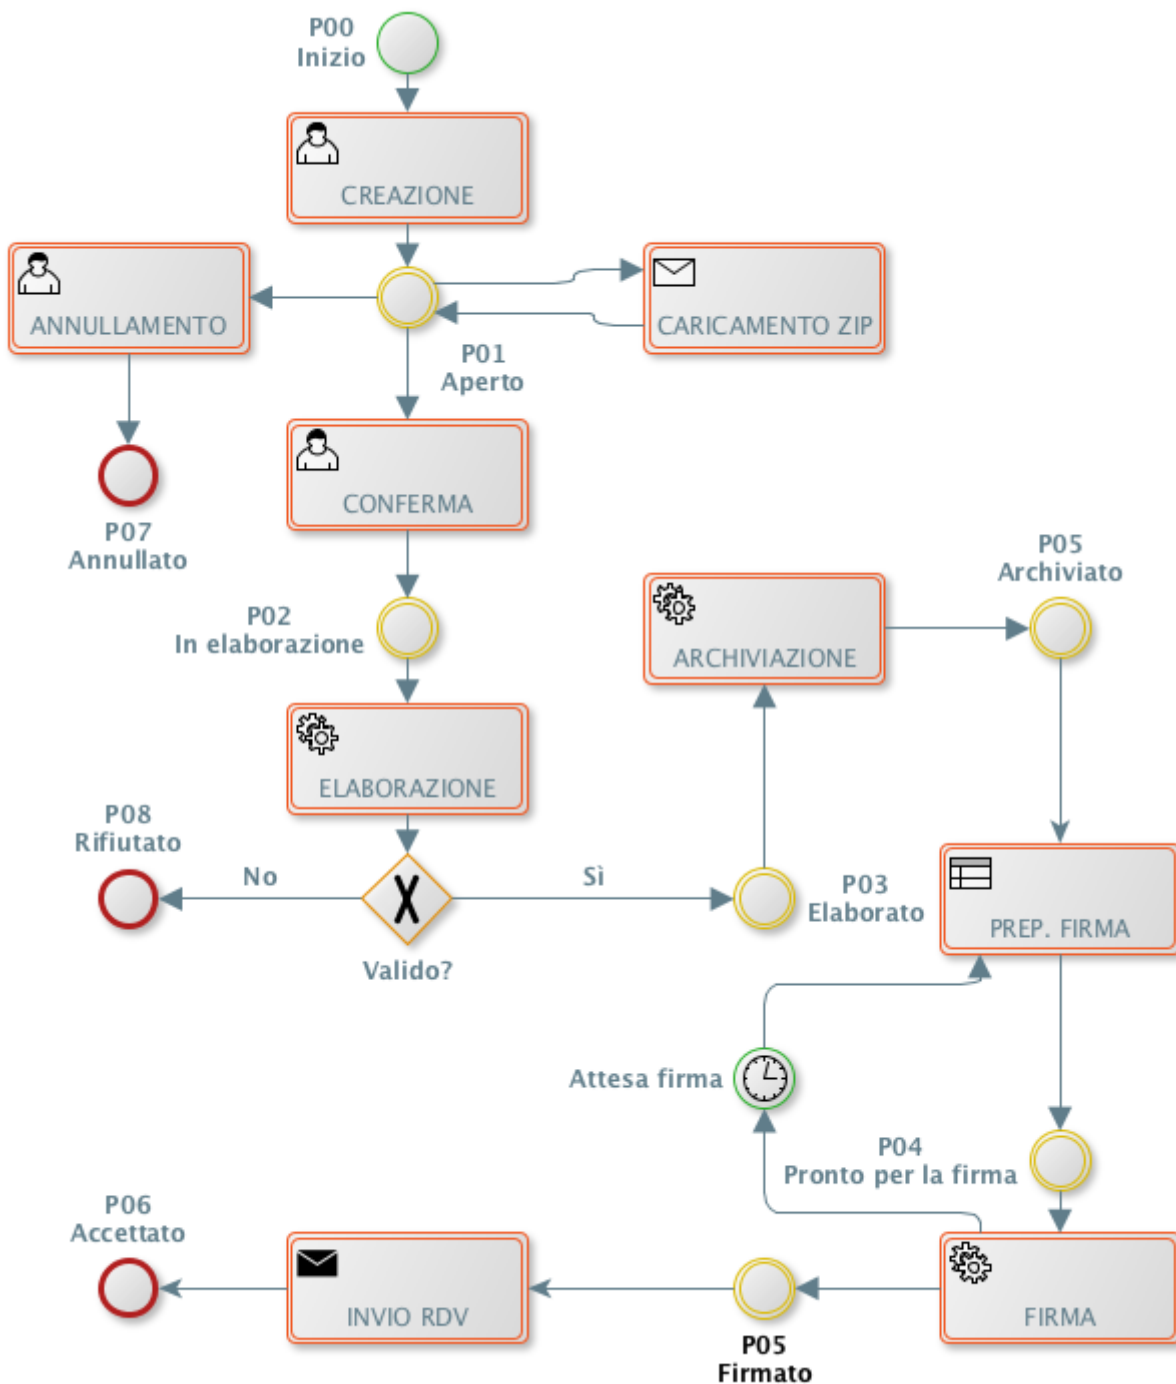 P00
Inizio
CREAZIONE
ANNULLAMENTO
CARICAMENTO ZIP
P01
Aperto
CONFERMA
P07
Annullato
P05
Archiviato
P02
In elaborazione
ARCHIVIAZIONE
ELABORAZIONE
P08
Rifiutato
No
X
Sì
P03
Elaborato
PREP. FIRMA
Valido?
Attesa firma
P04
Pronto per la firma
P06
Accettato
INVIO RDV
FIRMA
P05
Firmato